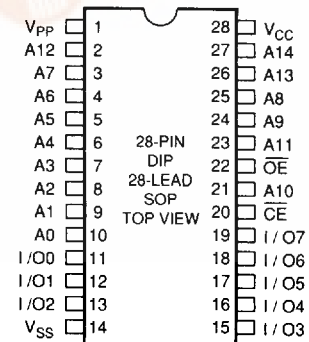 VPP 1 28 VCC
A12 2 27 A14
A7 3 26 A13
A6 4 25 A8
A5 5 24 A9
A4 6 28-PIN 23 A11
A3 7 DIP 22 OE
A2 8 28-LEAD 21 A10
A1 9 SOP 20 CE
A0 10 TOP VIEW 19 I/O7
I/O0 11 18 I/O6
I/O1 12 17 I/O5
I/O2 13 16 I/O4
VSS 14 15 I/O3